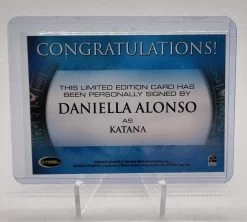 CONGRATULATIONS!
THIS LIMITED EDITION CARD HAS
BEEN PERSONALLY SIGNED BY
DANIELLA ALONSO
AS
KATANA